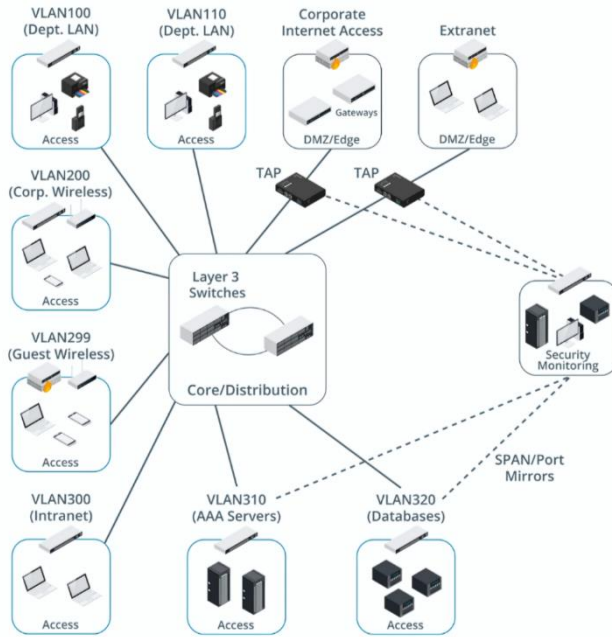 VLAN100
(Dept. LAN)
Access
VLAN110
(Dept. LAN)
Access
Corporate
Internet Access
Gateways
DMZ/Edge
Extranet
DMZ/Edge
TAP
TAP
VLAN200
(Corp. Wireless)
Access
Layer 3
Switches
Core/Distribution
Security
Monitoring
VLAN299
(Guest Wireless)
Access
SPAN/Port
Mirrors
VLAN300
(Intranet)
Access
VLAN310
(AAA Servers)
Access
VLAN320
(Databases)
Access